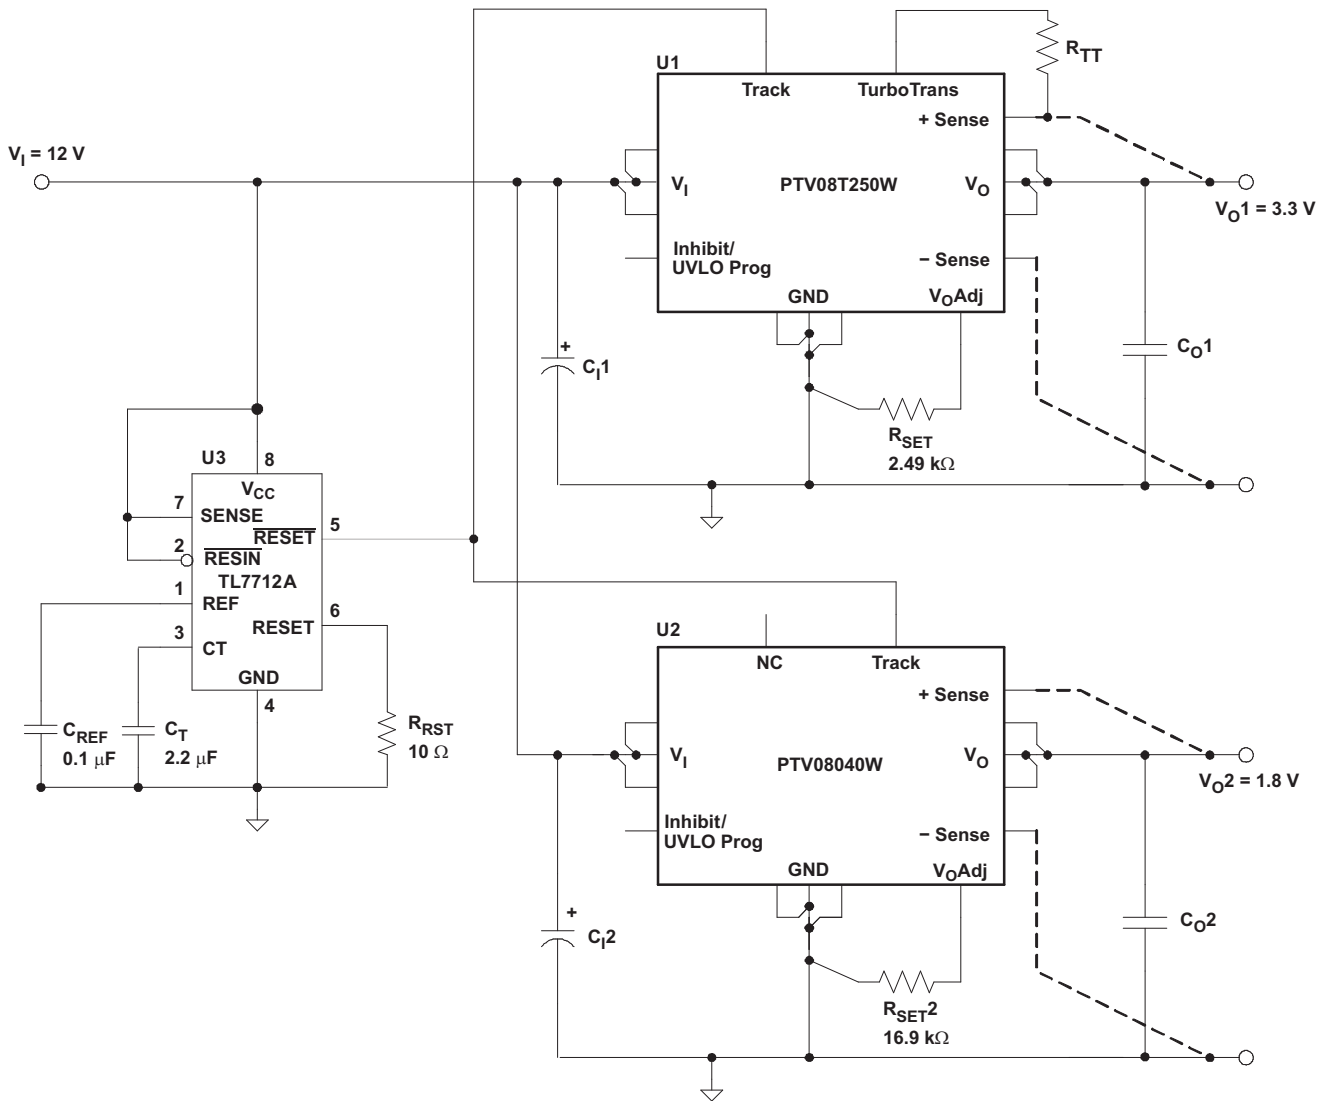 U1
R_TT
Track
TurboTrans
+ Sense
V_I = 12 V
V_I
PTV08T250W
V_O
V_O1 = 3.3 V
Inhibit/
UVLO Prog
− Sense
GND
V_OAdj
+
C_I1
C_O1
R_SET
2.49 kΩ
U3
8
V_CC
7
SENSE
5
R̅E̅S̅E̅T̅
2
R̅E̅S̅I̅N̅
TL7712A
1
REF
6
RESET
3
CT
GND
4
C_REF
0.1 μF
C_T
2.2 μF
R_RST
10 Ω
U2
NC
Track
+ Sense
V_I
PTV08040W
V_O
V_O2 = 1.8 V
Inhibit/
UVLO Prog
− Sense
GND
V_OAdj
+
C_I2
C_O2
R_SET2
16.9 kΩ